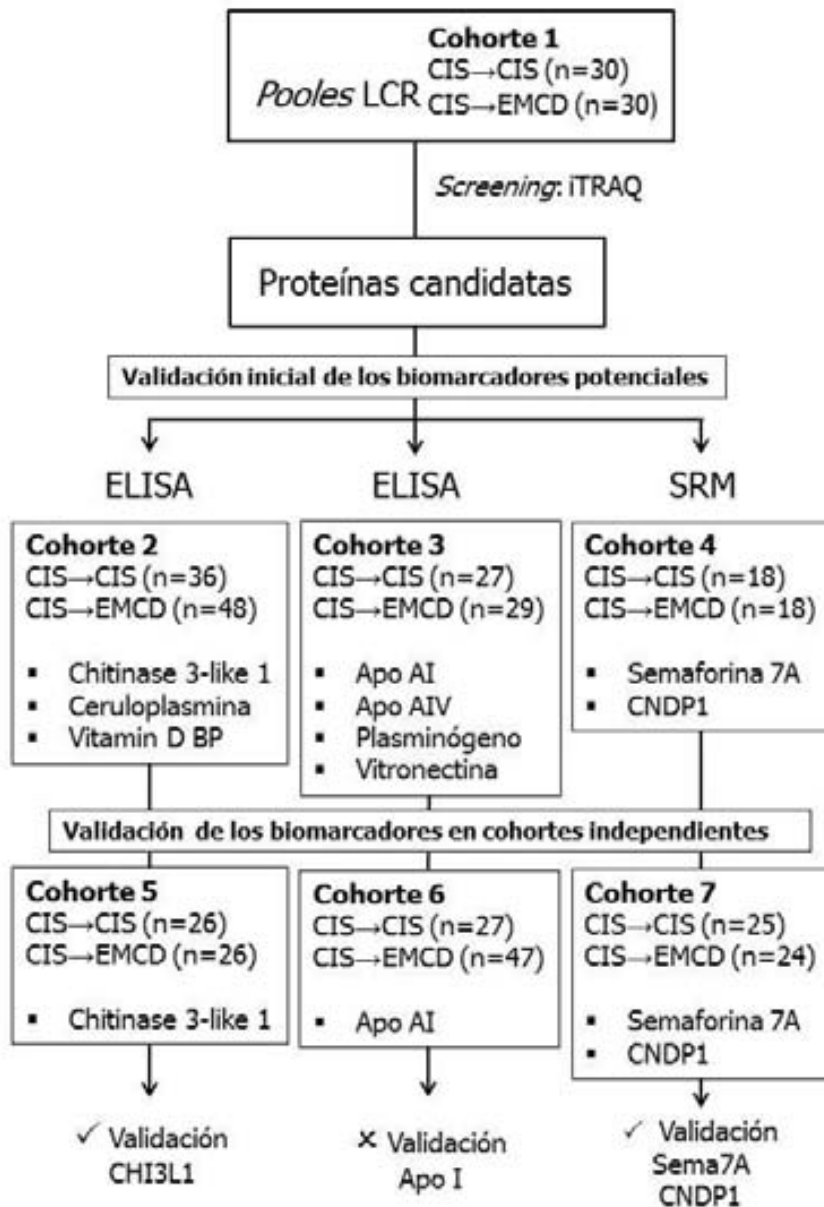 Cohorte 1
CIS→CIS (n=30)
Pooles LCR
CIS→EMCD (n=30)
Screening: iTRAQ
Proteínas candidatas
Validación inicial de los biomarcadores potenciales
ELISA
Cohorte 2
CIS→CIS (n=36)
CIS→EMCD (n=48)
▪ Chitinase 3-like 1
▪ Ceruloplasmina
▪ Vitamin D BP
ELISA
Cohorte 3
CIS→CIS (n=27)
CIS→EMCD (n=29)
▪ Apo AI
▪ Apo AIV
▪ Plasminógeno
▪ Vitronectina
SRM
Cohorte 4
CIS→CIS (n=18)
CIS→EMCD (n=18)
▪ Semaforina 7A
▪ CNDP1
Validación de los biomarcadores en cohortes independientes
Cohorte 5
CIS→CIS (n=26)
CIS→EMCD (n=26)
▪ Chitinase 3-like 1
✓ Validación
CHI3L1
Cohorte 6
CIS→CIS (n=27)
CIS→EMCD (n=47)
▪ Apo AI
✗ Validación
Apo I
Cohorte 7
CIS→CIS (n=25)
CIS→EMCD (n=24)
▪ Semaforina 7A
▪ CNDP1
✓ Validación
Sema7A
CNDP1